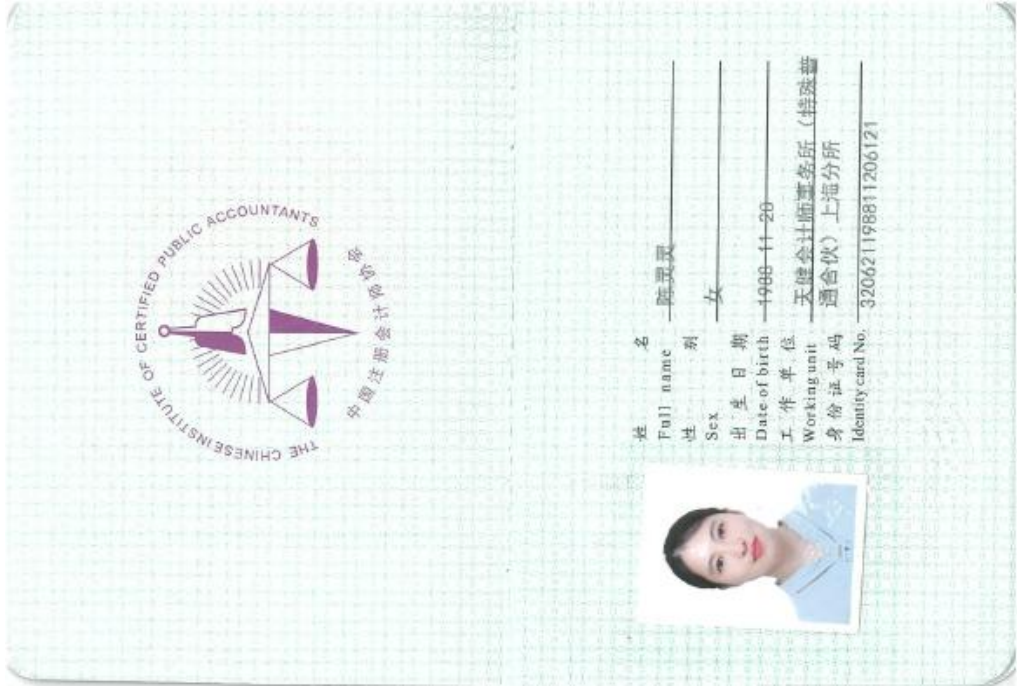 THE CHINESE INSTITUTE OF CERTIFIED PUBLIC ACCOUNTANTS
中国注册会计师协会
姓 名 陈灵灵
Full name
性 别 女
Sex
出 生 日 期 1988-11-20
Date of birth
工 作 单 位 天健会计师事务所（特殊普
Working unit 通合伙）上海分所
身 份 证 号 码
Identity card No. 320621198811206121